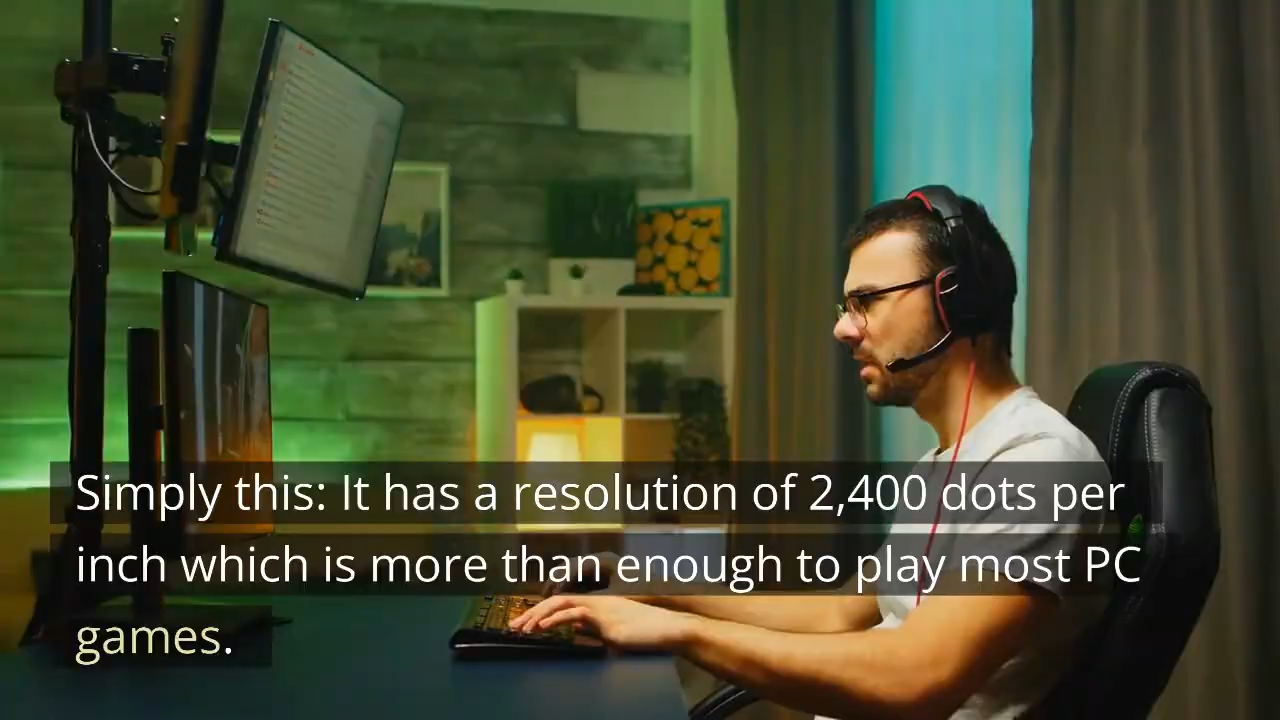 Simply this: It has a resolution of 2,400 dots per
inch which is more than enough to play most PC
games.